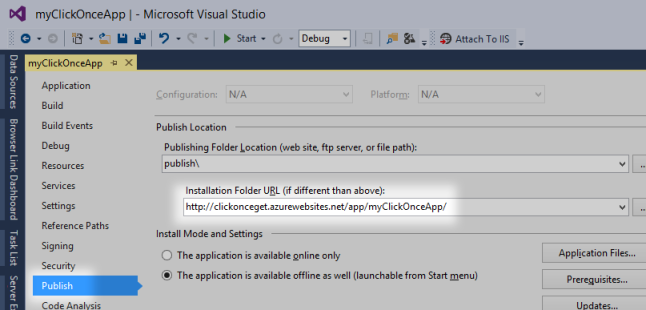 myClickOnceApp | - Microsoft Visual Studio
Start
Debug
Attach To IIS
myClickOnceApp
Data Sources
Browser Link Dashboard
Task List
Application
Build
Build Events
Debug
Resources
Services
Settings
Reference Paths
Signing
Security
Publish
Code Analysis
Configuration: N/A Platform: N/A
Publish Location
Publishing Folder Location (web site, ftp server, or file path):
publish\
Installation Folder URL (if different than above):
http://clickonceget.azurewebsites.net/app/myClickOnceApp/
Install Mode and Settings
The application is available online only
The application is available offline as well (launchable from Start menu)
Application Files...
Prerequisites...
Updates...